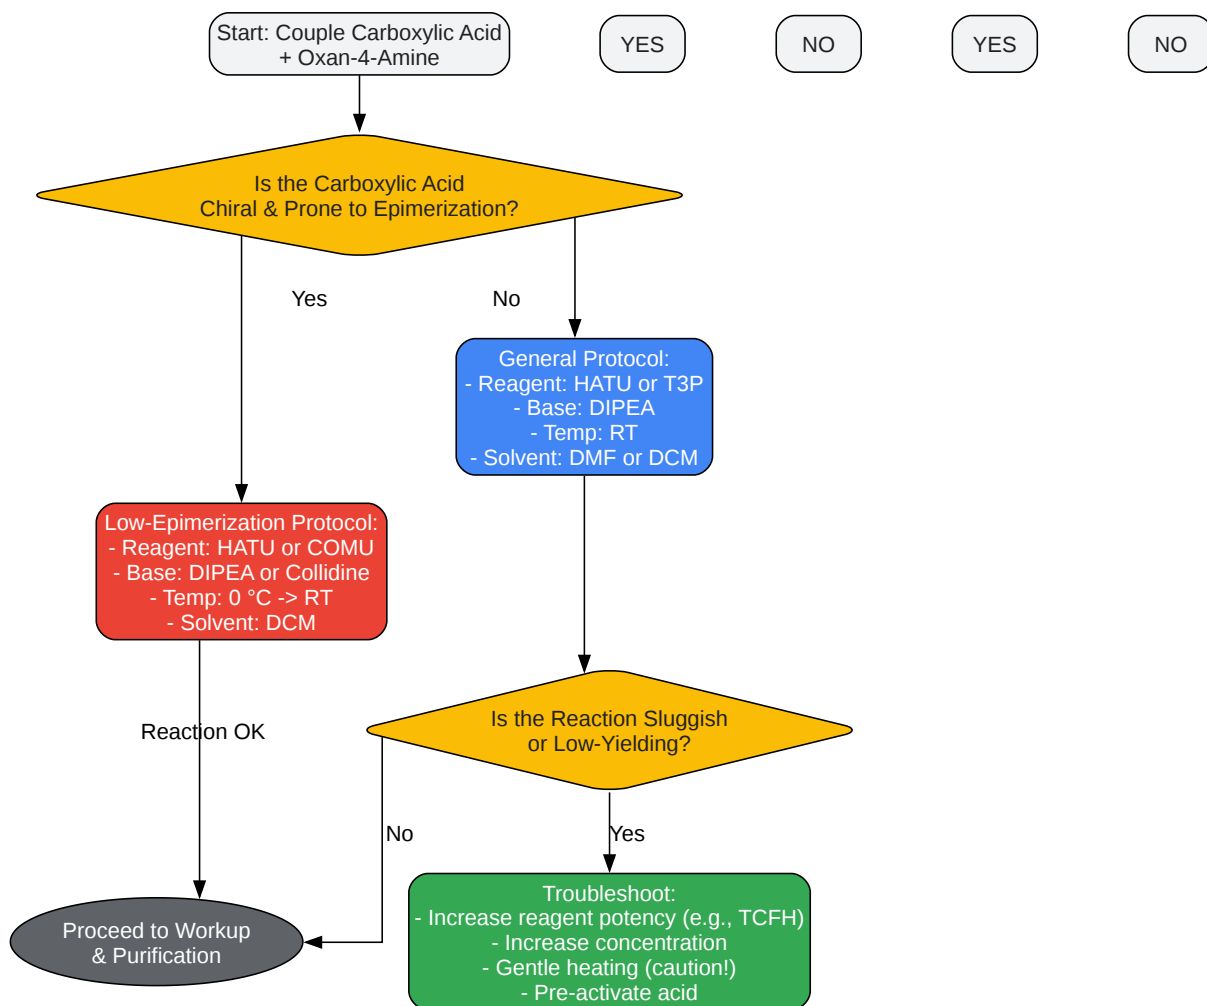 Start: Couple Carboxylic Acid
+ Oxan-4-Amine
YES
NO
YES
NO
Is the Carboxylic Acid
Chiral & Prone to Epimerization?
Yes
No
General Protocol:
- Reagent: HATU or T3P
- Base: DIPEA
- Temp: RT
- Solvent: DMF or DCM
Low-Epimerization Protocol:
- Reagent: HATU or COMU
- Base: DIPEA or Collidine
- Temp: 0 °C -> RT
- Solvent: DCM
Reaction OK
Is the Reaction Sluggish
or Low-Yielding?
No
Yes
Proceed to Workup
& Purification
Troubleshoot:
- Increase reagent potency (e.g., TCFH)
- Increase concentration
- Gentle heating (caution!)
- Pre-activate acid